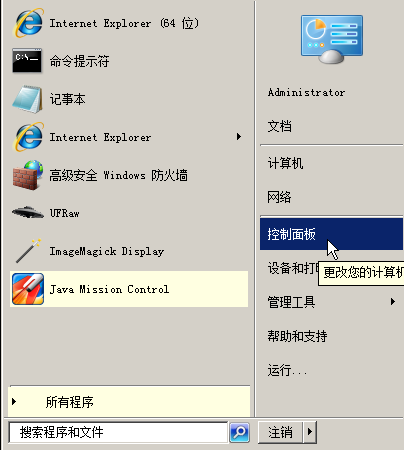 Internet Explorer (64 位)
命令提示符
记事本
Internet Explorer
高级安全 Windows 防火墙
UFRaw
ImageMagick Display
Java Mission Control
所有程序
搜索程序和文件
Administrator
文档
计算机
网络
控制面板
设备和打印
更改您的计算机
管理工具
帮助和支持
运行...
注销